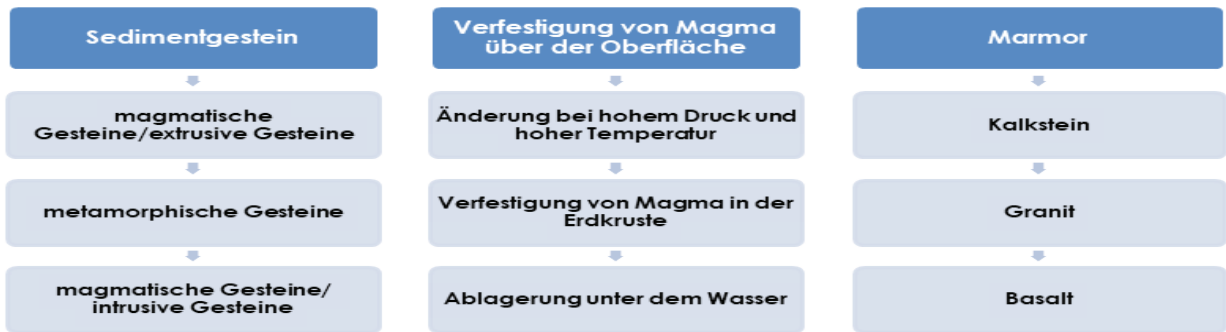 Sedimentgestein
magmatische
Gesteine/extrusive Gesteine
metamorphische Gesteine
magmatische Gesteine/
intrusive Gesteine
Verfestigung von Magma
über der Oberfläche
Änderung bei hohem Druck und
hoher Temperatur
Verfestigung von Magma in der
Erdkruste
Ablagerung unter dem Wasser
Marmor
Kalkstein
Granit
Basalt